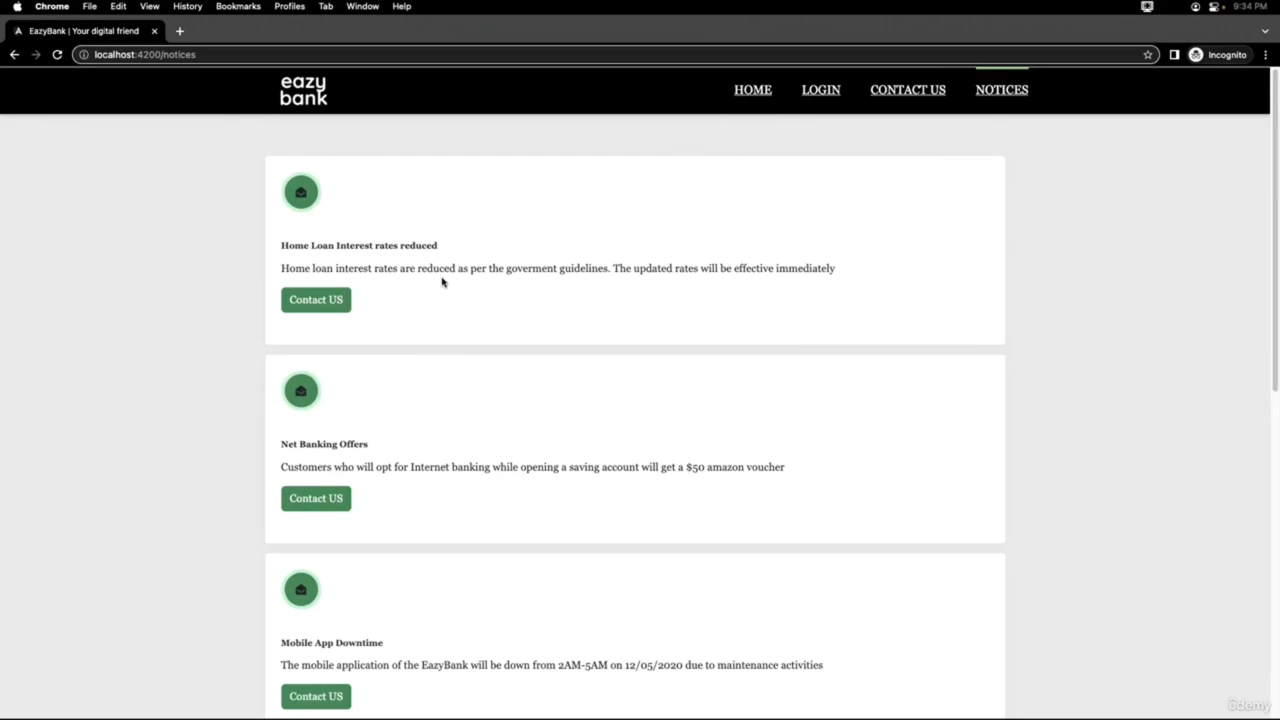 Chrome File Edit View History Bookmarks Profiles Tab Window Help 9:34 PM
EazyBank | Your digital friend
localhost:4200/notices Incognito
eazy
bank
HOME LOGIN CONTACT US NOTICES
Home Loan Interest rates reduced
Home loan interest rates are reduced as per the goverment guidelines. The updated rates will be effective immediately
Contact US
Net Banking Offers
Customers who will opt for Internet banking while opening a saving account will get a $50 amazon voucher
Contact US
Mobile App Downtime
The mobile application of the EazyBank will be down from 2AM-5AM on 12/05/2020 due to maintenance activities
Contact US
ûdemy